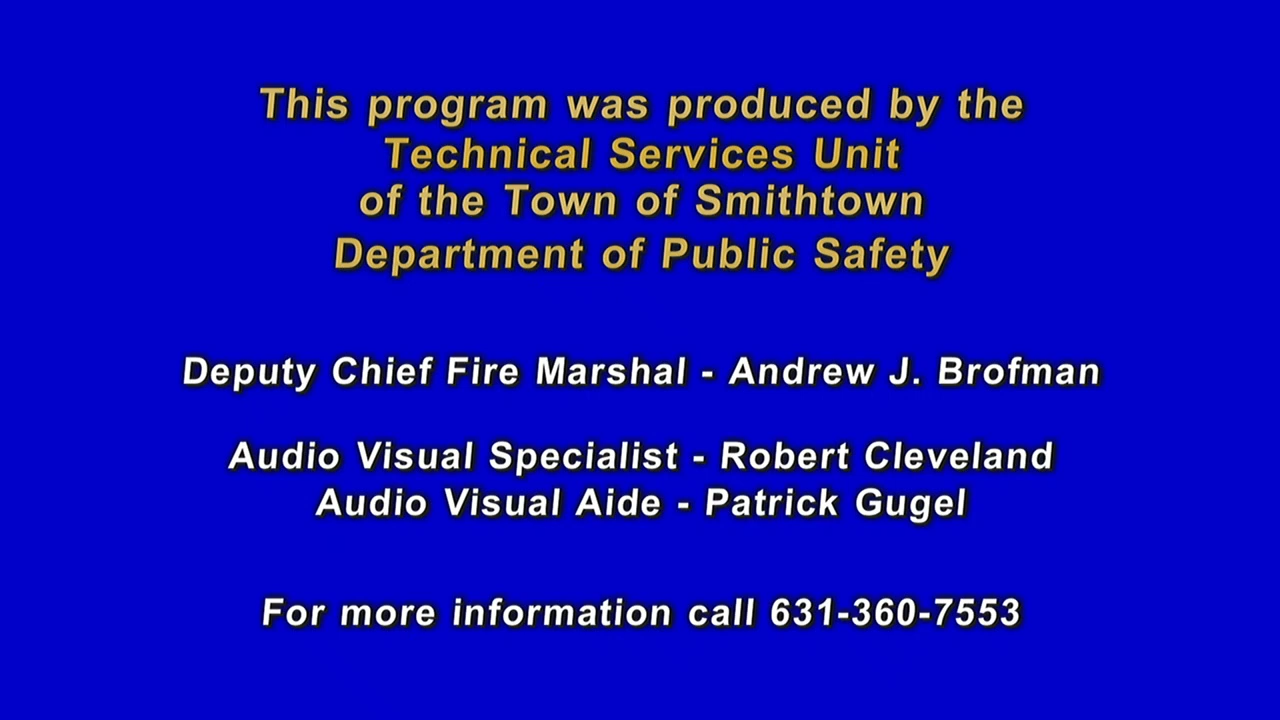 This program was produced by the
Technical Services Unit
of the Town of Smithtown
Department of Public Safety
Deputy Chief Fire Marshal - Andrew J. Brofman
Audio Visual Specialist - Robert Cleveland
Audio Visual Aide - Patrick Gugel
For more information call 631-360-7553